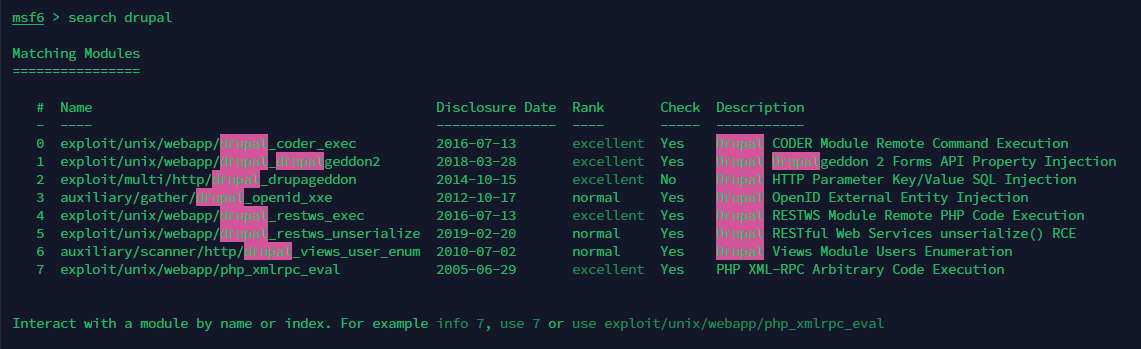 msf6 > search drupal
Matching Modules
================
# Name Disclosure Date Rank Check Description
- ---- --------------- ---- ----- -----------
0 exploit/unix/webapp/drupal_coder_exec 2016-07-13 excellent Yes Drupal CODER Module Remote Command Execution
1 exploit/unix/webapp/drupal_drupalgeddon2 2018-03-28 excellent Yes Drupal Drupalgeddon 2 Forms API Property Injection
2 exploit/multi/http/drupal_drupageddon 2014-10-15 excellent No Drupal HTTP Parameter Key/Value SQL Injection
3 auxiliary/gather/drupal_openid_xxe 2012-10-17 normal Yes Drupal OpenID External Entity Injection
4 exploit/unix/webapp/drupal_restws_exec 2016-07-13 excellent Yes Drupal RESTWS Module Remote PHP Code Execution
5 exploit/unix/webapp/drupal_restws_unserialize 2019-02-20 normal Yes Drupal RESTful Web Services unserialize() RCE
6 auxiliary/scanner/http/drupal_views_user_enum 2010-07-02 normal Yes Drupal Views Module Users Enumeration
7 exploit/unix/webapp/php_xmlrpc_eval 2005-06-29 excellent Yes PHP XML-RPC Arbitrary Code Execution
Interact with a module by name or index. For example info 7, use 7 or use exploit/unix/webapp/php_xmlrpc_eval